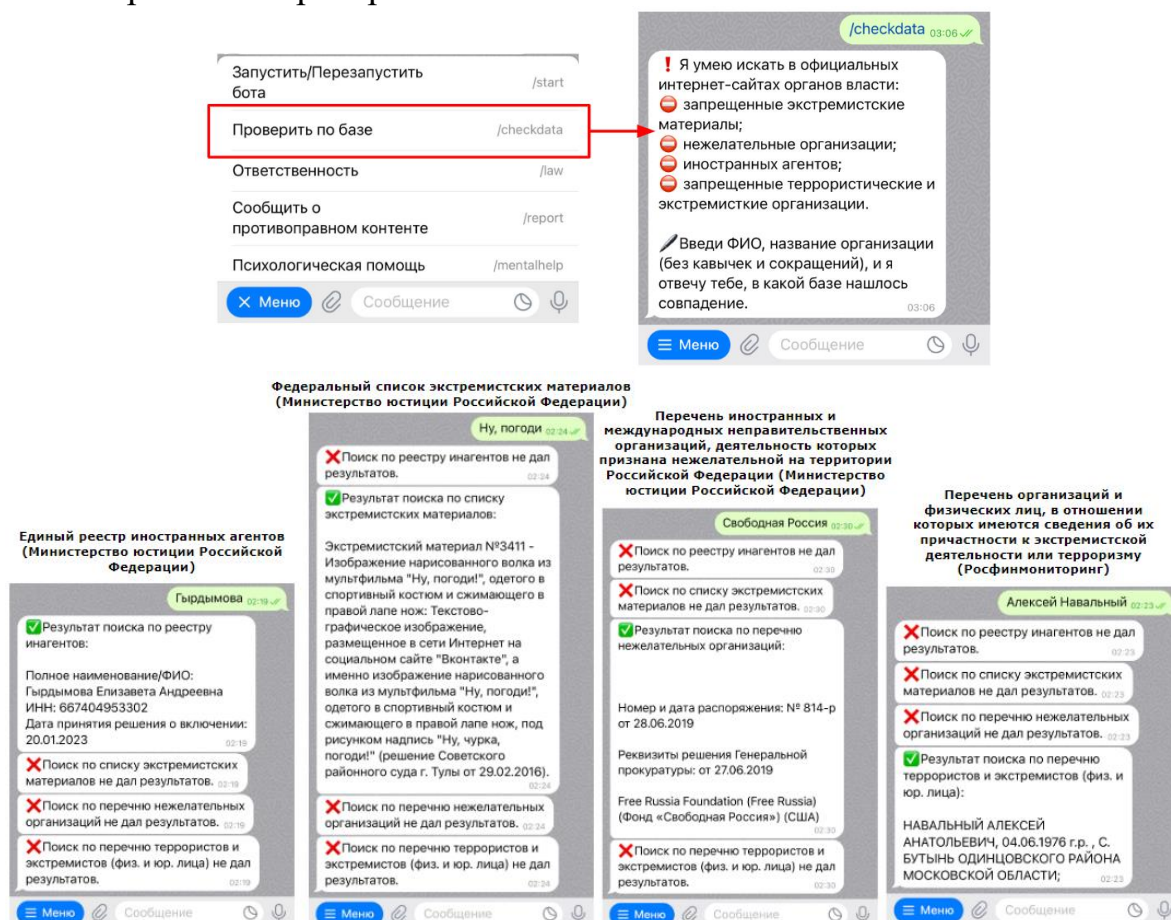 Запустить/Перезапустить
бота
/start
Проверить по базе
/checkdata
Ответственность
/law
Сообщить о
противоправном контенте
/report
Психологическая помощь
/mentalhelp
Меню
Сообщение
/checkdata 03:06
Я умею искать в официальных
интернет-сайтах органов власти:
запрещенные экстремистские
материалы;
нежелательные организации;
иностранных агентов;
запрещенные террористические и
экстремисткие организации.
Введи ФИО, название организации
(без кавычек и сокращений), и я
отвечу тебе, в какой базе нашлось
совпадение.
03:06
Меню
Сообщение
Единый реестр иностранных агентов
(Министерство юстиции Российской
Федерации)
Гырдымова 02:19
Результат поиска по реестру
инагентов:
Полное наименование/ФИО:
Гырдымова Елизавета Андреевна
ИНН: 667404953302
Дата принятия решения о включении:
20.01.2023
02:19
Поиск по списку экстремистских
материалов не дал результатов. 02:19
Поиск по перечню нежелательных
организаций не дал результатов. 02:19
Поиск по перечню террористов и
экстремистов (физ. и юр. лица) не дал
результатов.
02:19
Меню
Сообщение
Федеральный список экстремистских материалов
(Министерство юстиции Российской Федерации)
Ну, погоди 02:24
Поиск по реестру инагентов не дал
результатов.
02:24
Результат поиска по списку
экстремистских материалов:
Экстремистский материал №3411 -
Изображение нарисованного волка из
мультфильма "Ну, погоди!", одетого в
спортивный костюм и сжимающего в
правой лапе нож: Текстово-
графическое изображение,
размещенное в сети Интернет на
социальном сайте "Вконтакте", а
именно изображение нарисованного
волка из мультфильма "Ну, погоди!",
одетого в спортивный костюм и
сжимающего в правой лапе нож, под
рисунком надпись "Ну, чурка,
погоди!" (решение Советского
районного суда г. Тулы от 29.02.2016).
02:24
Поиск по перечню нежелательных
организаций не дал результатов. 02:24
Поиск по перечню террористов и
экстремистов (физ. и юр. лица) не дал
результатов.
02:24
Меню
Сообщение
Перечень иностранных и
международных неправительственных
организаций, деятельность которых
признана нежелательной на территории
Российской Федерации (Министерство
юстиции Российской Федерации)
Свободная Россия 02:30
Поиск по реестру инагентов не дал
результатов.
02:30
Поиск по списку экстремистских
материалов не дал результатов. 02:30
Результат поиска по перечню
нежелательных организаций:
Номер и дата распоряжения: № 814-р
от 28.06.2019
Реквизиты решения Генеральной
прокуратуры: от 27.06.2019
Free Russia Foundation (Free Russia)
(Фонд «Свободная Россия») (США)
02:30
Поиск по перечню террористов и
экстремистов (физ. и юр. лица) не дал
результатов.
02:30
Меню
Сообщение
Перечень организаций и
физических лиц, в отношении
которых имеются сведения об их
причастности к экстремистской
деятельности или терроризму
(Росфинмониторинг)
Алексей Навальный 02:23
Поиск по реестру инагентов не дал
результатов.
02:23
Поиск по списку экстремистских
материалов не дал результатов. 02:23
Поиск по перечню нежелательных
организаций не дал результатов. 02:23
Результат поиска по перечню
террористов и экстремистов (физ. и
юр. лица):
НАВАЛЬНЫЙ АЛЕКСЕЙ
АНАТОЛЬЕВИЧ, 04.06.1976 г.р. , С.
БУТЫНЬ ОДИНЦОВСКОГО РАЙОНА
МОСКОВСКОЙ ОБЛАСТИ;
02:23
Меню
Сообщение